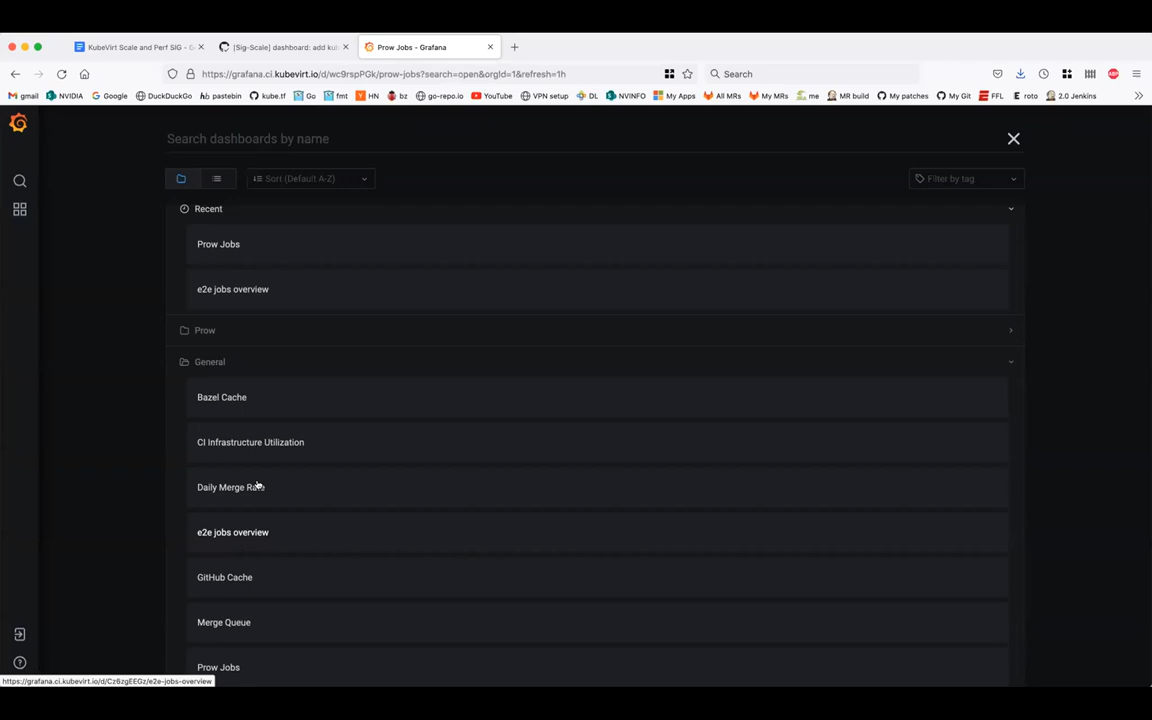 KubeVirt Scale and Perf SIG - G
[Sig-Scale] dashboard: add kub
Prow Jobs - Grafana
https://grafana.ci.kubevirt.io/d/wc9rspPGk/prow-jobs?search=open&orgId=1&refresh=1h
Search
gmail NVIDIA Google DuckDuckGo pastebin kube.tf Go fmt HN bz go-repo.io YouTube VPN setup DL NVINFO My Apps All MRs My MRs me MR build My patches My Git FFL roto 2.0 Jenkins
Search dashboards by name
Sort (Default A-Z)
Filter by tag
Recent
Prow Jobs
e2e jobs overview
Prow
General
Bazel Cache
CI Infrastructure Utilization
Daily Merge Rate
e2e jobs overview
GitHub Cache
Merge Queue
Prow Jobs
https://grafana.ci.kubevirt.io/d/Cz6zgEEGz/e2e-jobs-overview